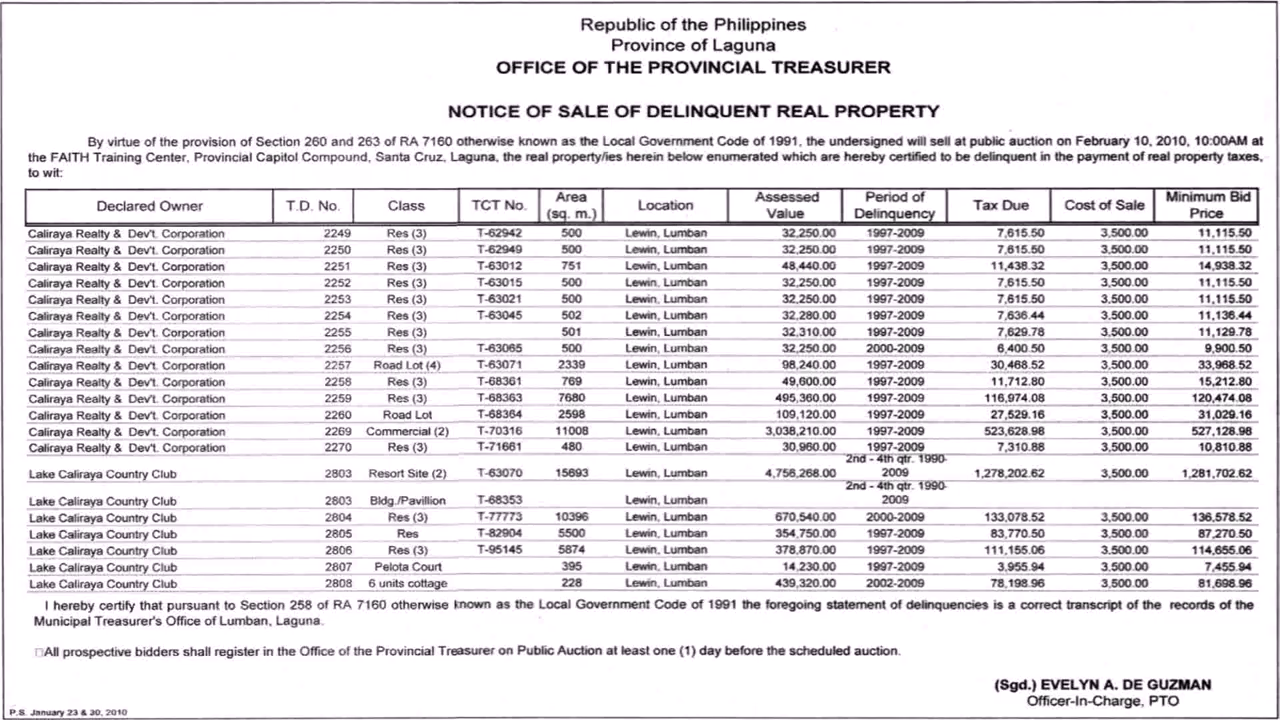 Republic of the Philippines
Province of Laguna
OFFICE OF THE PROVINCIAL TREASURER
NOTICE OF SALE OF DELINQUENT REAL PROPERTY
By virtue of the provision of Section 260 and 263 of RA 7160 otherwise known as the Local Government Code of 1991, the undersigned will sell at public auction on February 10, 2010, 10:00AM at
the FAITH Training Center, Provincial Capitol Compound, Santa Cruz, Laguna, the real property/ies herein below enumerated which are hereby certified to be delinquent in the payment of real property taxes,
to wit:
Declared Owner T.D. No. Class TCT No. Area (sq. m.) Location Assessed Value Period of Delinquency Tax Due Cost of Sale Minimum Bid Price
Caliraya Realty & Dev't. Corporation 2249 Res (3) T-62942 500 Lewin, Lumban 32,250.00 1997-2009 7,615.50 3,500.00 11,115.50
Caliraya Realty & Dev't. Corporation 2250 Res (3) T-62949 500 Lewin, Lumban 32,250.00 1997-2009 7,615.50 3,500.00 11,115.50
Caliraya Realty & Dev't. Corporation 2251 Res (3) T-63012 751 Lewin, Lumban 48,440.00 1997-2009 11,438.32 3,500.00 14,938.32
Caliraya Realty & Dev't. Corporation 2252 Res (3) T-63015 500 Lewin, Lumban 32,250.00 1997-2009 7,615.50 3,500.00 11,115.50
Caliraya Realty & Dev't. Corporation 2253 Res (3) T-63021 500 Lewin, Lumban 32,250.00 1997-2009 7,615.50 3,500.00 11,115.50
Caliraya Realty & Dev't. Corporation 2254 Res (3) T-63045 502 Lewin, Lumban 32,280.00 1997-2009 7,636.44 3,500.00 11,136.44
Caliraya Realty & Dev't. Corporation 2255 Res (3) 501 Lewin, Lumban 32,310.00 1997-2009 7,629.78 3,500.00 11,129.78
Caliraya Realty & Dev't. Corporation 2256 Res (3) T-63065 500 Lewin, Lumban 32,250.00 2000-2009 6,400.50 3,500.00 9,900.50
Caliraya Realty & Dev't. Corporation 2257 Road Lot (4) T-63071 2339 Lewin, Lumban 98,240.00 1997-2009 30,468.52 3,500.00 33,968.52
Caliraya Realty & Dev't. Corporation 2258 Res (3) T-68361 769 Lewin, Lumban 49,600.00 1997-2009 11,712.80 3,500.00 15,212.80
Caliraya Realty & Dev't. Corporation 2259 Res (3) T-68363 7680 Lewin, Lumban 495,360.00 1997-2009 116,974.08 3,500.00 120,474.08
Caliraya Realty & Dev't. Corporation 2260 Road Lot T-68364 2598 Lewin, Lumban 109,120.00 1997-2009 27,529.16 3,500.00 31,029.16
Caliraya Realty & Dev't. Corporation 2269 Commercial (2) T-70316 11008 Lewin, Lumban 3,038,210.00 1997-2009 523,628.98 3,500.00 527,128.98
Caliraya Realty & Dev't. Corporation 2270 Res (3) T-71661 480 Lewin, Lumban 30,960.00 1997-2009 7,310.88 3,500.00 10,810.88
Lake Caliraya Country Club 2803 Resort Site (2) T-63070 15693 Lewin, Lumban 4,756,268.00 2nd - 4th qtr. 1990-2009 1,278,202.62 3,500.00 1,281,702.62
Lake Caliraya Country Club 2803 Bldg./Pavillion T-68353 Lewin, Lumban 2nd - 4th qtr. 1990-2009
Lake Caliraya Country Club 2804 Res (3) T-77773 10396 Lewin, Lumban 670,540.00 2000-2009 133,078.52 3,500.00 136,578.52
Lake Caliraya Country Club 2805 Res T-82904 5500 Lewin, Lumban 354,750.00 1997-2009 83,770.50 3,500.00 87,270.50
Lake Caliraya Country Club 2806 Res (3) T-95145 5874 Lewin, Lumban 378,870.00 1997-2009 111,155.06 3,500.00 114,655.06
Lake Caliraya Country Club 2807 Pelota Court 395 Lewin, Lumban 14,230.00 1997-2009 3,955.94 3,500.00 7,455.94
Lake Caliraya Country Club 2808 6 units cottage 228 Lewin, Lumban 439,320.00 2002-2009 78,198.96 3,500.00 81,698.96
I hereby certify that pursuant to Section 258 of RA 7160 otherwise known as the Local Government Code of 1991 the foregoing statement of delinquencies is a correct transcript of the records of the
Municipal Treasurer's Office of Lumban, Laguna.
All prospective bidders shall register in the Office of the Provincial Treasurer on Public Auction at least one (1) day before the scheduled auction.
(Sgd.) EVELYN A. DE GUZMAN
Officer-In-Charge, PTO
P.S. January 23 & 30, 2010